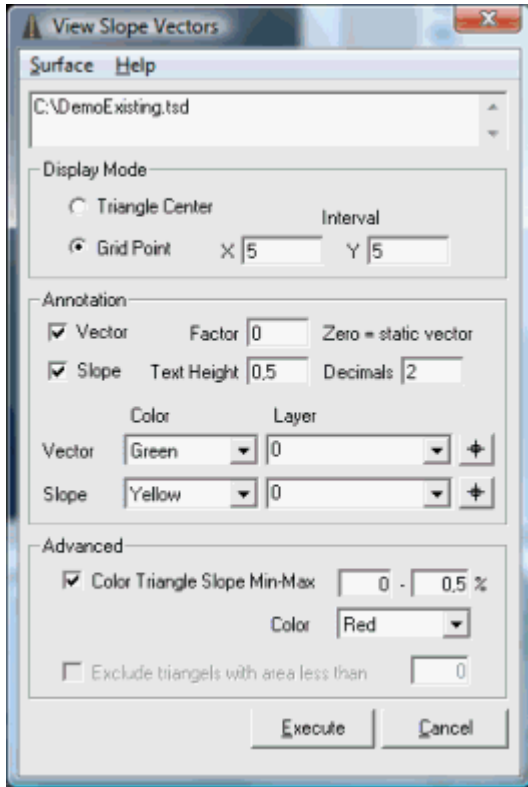 View Slope Vectors
Surface Help
C:\DemoExisting.tsd
Display Mode
Triangle Center
Interval
Grid Point X 5 Y 5
Annotation
Vector Factor 0 Zero = static vector
Slope Text Height 0,5 Decimals 2
Color Layer
Vector Green 0
Slope Yellow 0
Advanced
Color Triangle Slope Min-Max 0 - 0,5 %
Color Red
Exclude triangels with area less than 0
Execute Cancel